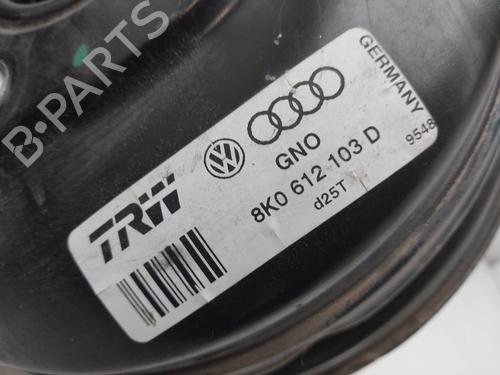 B-PARTS
GERMANY
9548
GNO
8K0 612 103 D
d25T
TRW